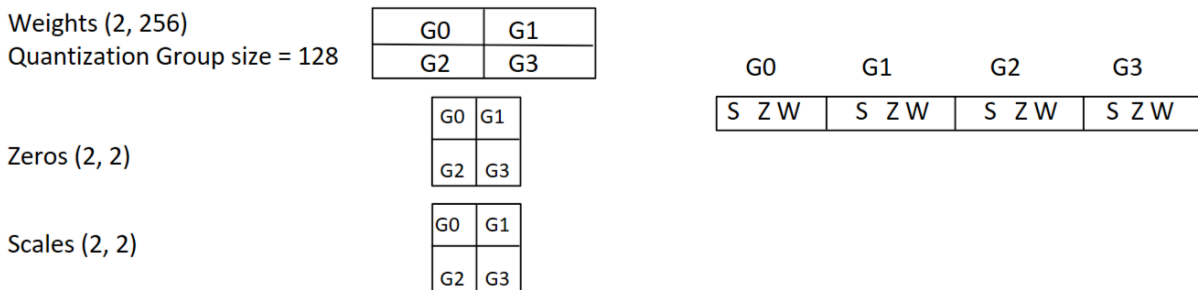 Weights (2, 256)
Quantization Group size = 128
G0 G1
G2 G3
Zeros (2, 2)
G0 G1
G2 G3
Scales (2, 2)
G0 G1
G2 G3
G0 G1 G2 G3
S Z W S Z W S Z W S Z W